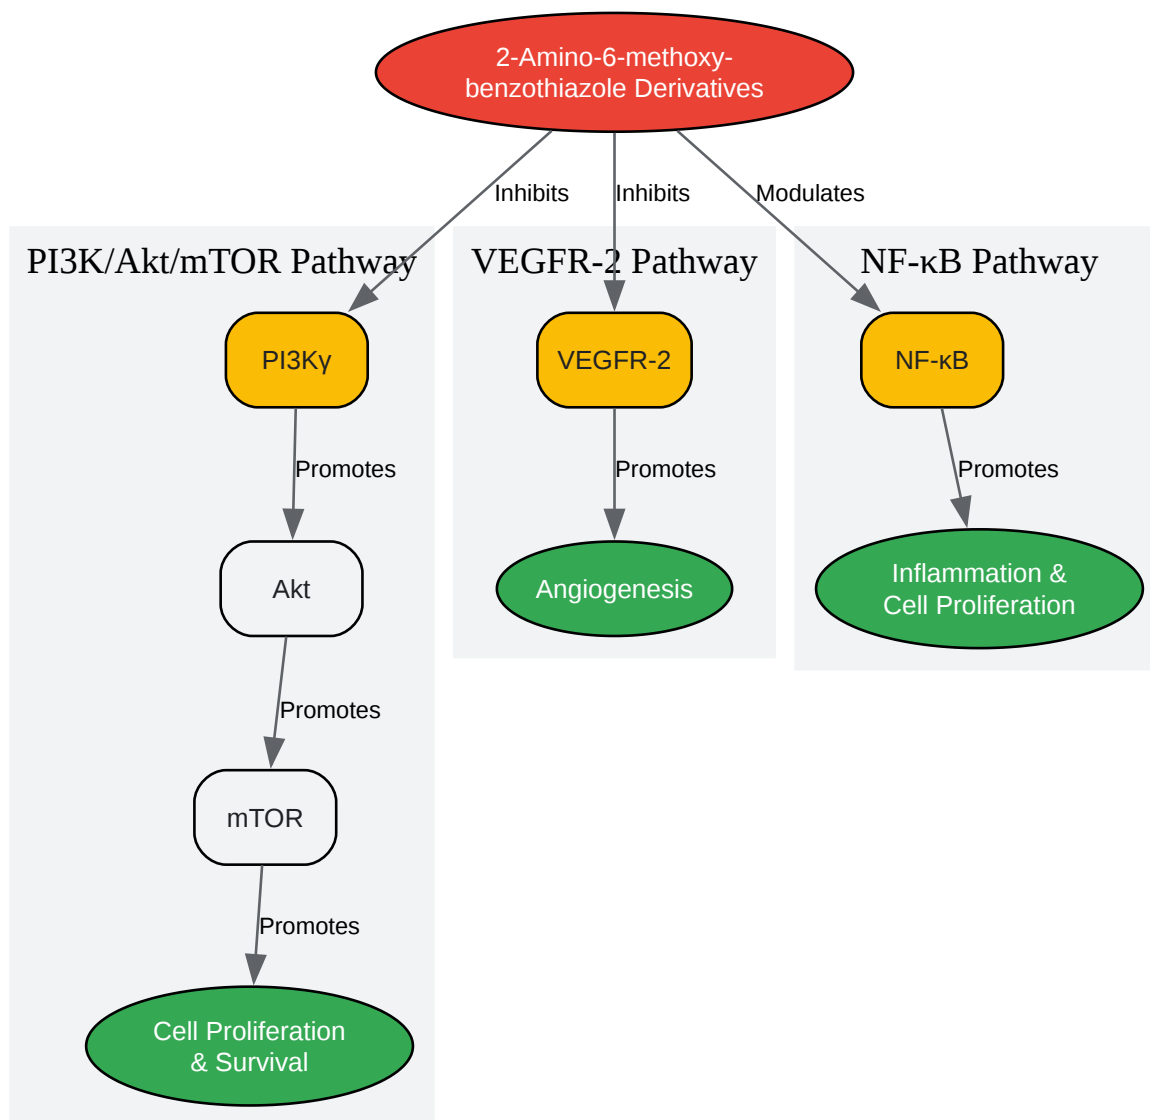 2-Amino-6-methoxy-
benzothiazole Derivatives
Inhibits
Inhibits
Modulates
PI3K/Akt/mTOR Pathway
VEGFR-2 Pathway
NF-κB Pathway
PI3Kγ
VEGFR-2
NF-κB
Promotes
Promotes
Promotes
Akt
Angiogenesis
Inflammation &
Cell Proliferation
Promotes
mTOR
Promotes
Cell Proliferation
& Survival